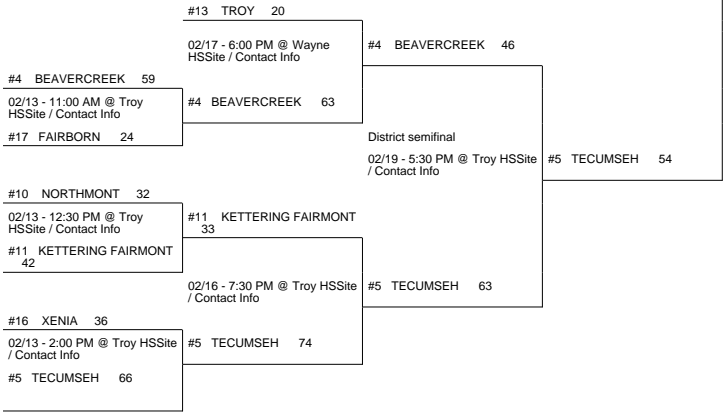 #13 TROY 20
02/17 - 6:00 PM @ Wayne
HSSite / Contact Info
#4 BEAVERCREEK 46
#4 BEAVERCREEK 59
02/13 - 11:00 AM @ Troy
HSSite / Contact Info
#4 BEAVERCREEK 63
#17 FAIRBORN 24
District semifinal
02/19 - 5:30 PM @ Troy HSSite
/ Contact Info
#5 TECUMSEH 54
#10 NORTHMONT 32
02/13 - 12:30 PM @ Troy
HSSite / Contact Info
#11 KETTERING FAIRMONT
33
#11 KETTERING FAIRMONT
42
02/16 - 7:30 PM @ Troy HSSite
/ Contact Info
#5 TECUMSEH 63
#16 XENIA 36
02/13 - 2:00 PM @ Troy HSSite
/ Contact Info
#5 TECUMSEH 74
#5 TECUMSEH 66